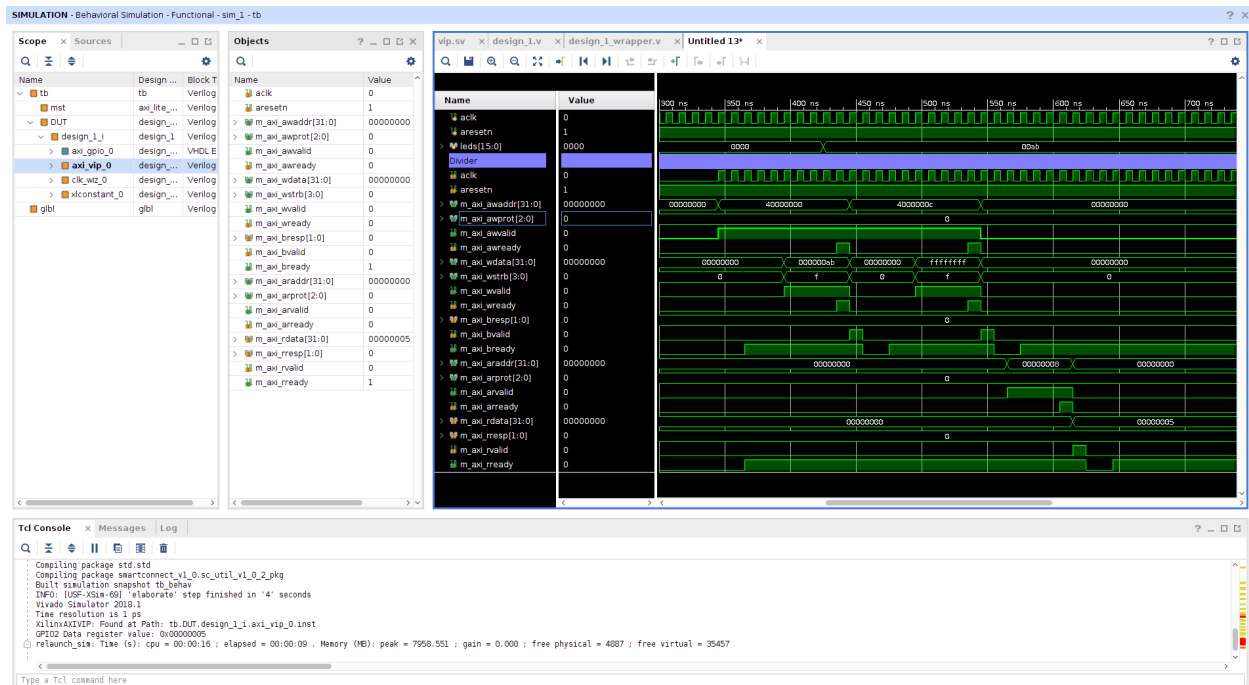 SIMULATION - Behavioral Simulation - Functional - sim_1 - tb
Scope × Sources
Name Design ... Block T
tb tb Verilog
mst axi_lite_... Verilog
DUT design_... Verilog
design_1_i design_1 Verilog
axi_gpio_0 design_... VHDL E
axi_vip_0 design_... Verilog
clk_wiz_0 design_... Verilog
xlconstant_0 design_... Verilog
glbl glbl Verilog
Objects
Name Value
aclk 0
aresetn 1
m_axi_awaddr[31:0] 00000000
m_axi_awprot[2:0] 0
m_axi_awvalid 0
m_axi_awready 0
m_axi_wdata[31:0] 00000000
m_axi_wstrb[3:0] 0
m_axi_wvalid 0
m_axi_wready 0
m_axi_bresp[1:0] 0
m_axi_bvalid 0
m_axi_bready 1
m_axi_araddr[31:0] 00000000
m_axi_arprot[2:0] 0
m_axi_arvalid 0
m_axi_arready 0
m_axi_rdata[31:0] 00000005
m_axi_rresp[1:0] 0
m_axi_rvalid 0
m_axi_rready 1
vip.sv × design_1.v × design_1_wrapper.v × Untitled 13* ×
Name Value
300 ns 350 ns 400 ns 450 ns 500 ns 550 ns 600 ns 650 ns 700 ns
aclk 0
aresetn 1
leds[15:0] 0000 0000 00ab
Divider
aclk 0
aresetn 1
m_axi_awaddr[31:0] 00000000 00000000 40000000 4000000c 00000000
m_axi_awprot[2:0] 0 0
m_axi_awvalid 0
m_axi_awready 0
m_axi_wdata[31:0] 00000000 00000000 000000ab 00000000 ffffffff 00000000
m_axi_wstrb[3:0] 0 0 f 0 f 0
m_axi_wvalid 0
m_axi_wready 0
m_axi_bresp[1:0] 0 0
m_axi_bvalid 0
m_axi_bready 0
m_axi_araddr[31:0] 00000000 00000000 00000008 00000000
m_axi_arprot[2:0] 0 0
m_axi_arvalid 0
m_axi_arready 0
m_axi_rdata[31:0] 00000000 00000000 00000005
m_axi_rresp[1:0] 0 0
m_axi_rvalid 0
m_axi_rready 0
Tcl Console × Messages Log
Compiling package std.std
Compiling package smartconnect_v1_0.sc_util_v1_0_2_pkg
Built simulation snapshot tb_behav
INFO: [USF-XSim-69] 'elaborate' step finished in '4' seconds
Vivado Simulator 2018.1
Time resolution is 1 ps
XilinxAXIVIP: Found at Path: tb.DUT.design_1_i.axi_vip_0.inst
GPIO2 Data register value: 0x00000005
relaunch_sim: Time (s): cpu = 00:00:16 ; elapsed = 00:00:09 . Memory (MB): peak = 7958.551 ; gain = 0.000 ; free physical = 4887 ; free virtual = 35457
Type a Tcl command here